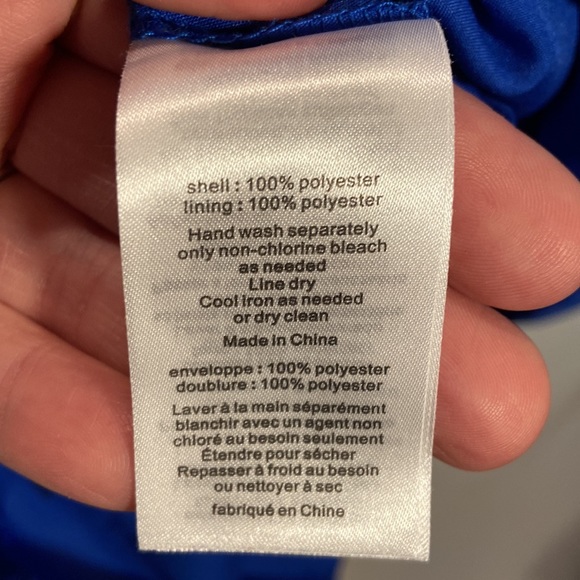 shell : 100% polyester
lining : 100% polyester
Hand wash separately
only non-chlorine bleach
as needed
Line dry
Cool iron as needed
or dry clean
Made in China
enveloppe : 100% polyester
doublure : 100% polyester
Laver à la main séparément
blanchir avec un agent non
chloré au besoin seulement
Étendre pour sécher
Repasser à froid au besoin
ou nettoyer à sec
fabriqué en Chine